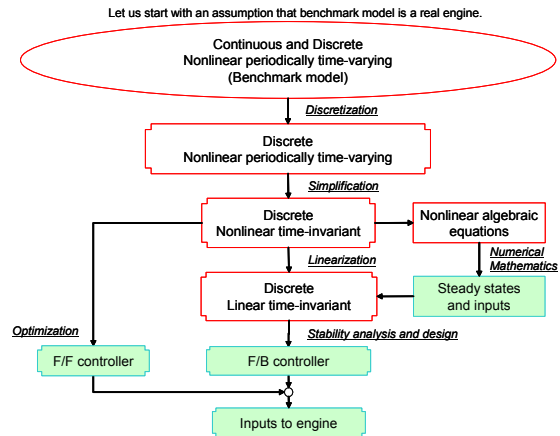 Let us start with an assumption that benchmark model is a real engine.
Continuous and Discrete
Nonlinear periodically time-varying
(Benchmark model)
Discretization
Discrete
Nonlinear periodically time-varying
Simplification
Discrete
Nonlinear time-invariant
Nonlinear algebraic
equations
Linearization
Numerical
Mathematics
Discrete
Linear time-invariant
Steady states
and inputs
Optimization
Stability analysis and design
F/F controller
F/B controller
Inputs to engine